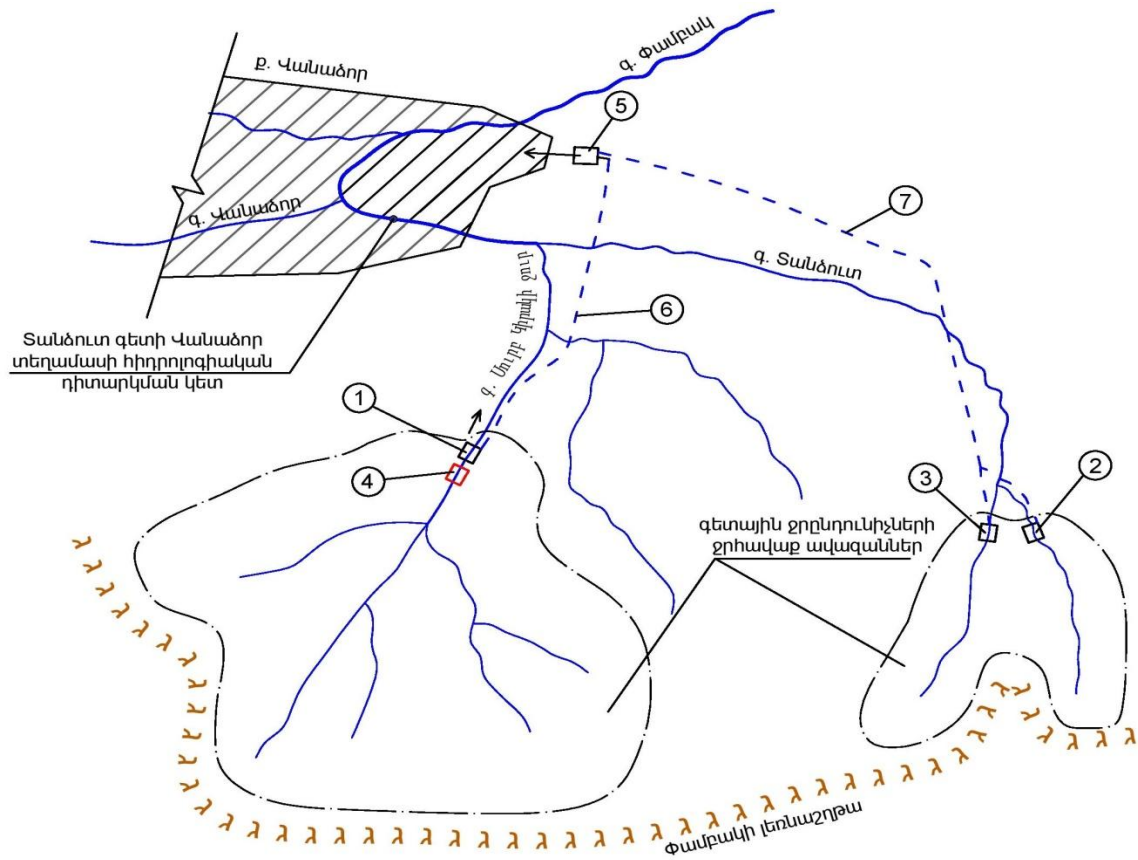 ք. Վանաձոր
գ. Փամբակ
5
գ. Վանաձոր
7
գ. Տանձուտ
Տանձուտ գետի Վանաձոր
տեղամասի հիդրոլոգիական
դիտարկման կետ
6
գ. Սուրբ կիրակի վտակ
1
4
3
2
գետային ջրընդունիչների
ջրհավաք ավազաններ
Փամբակի լեռնաշղթա